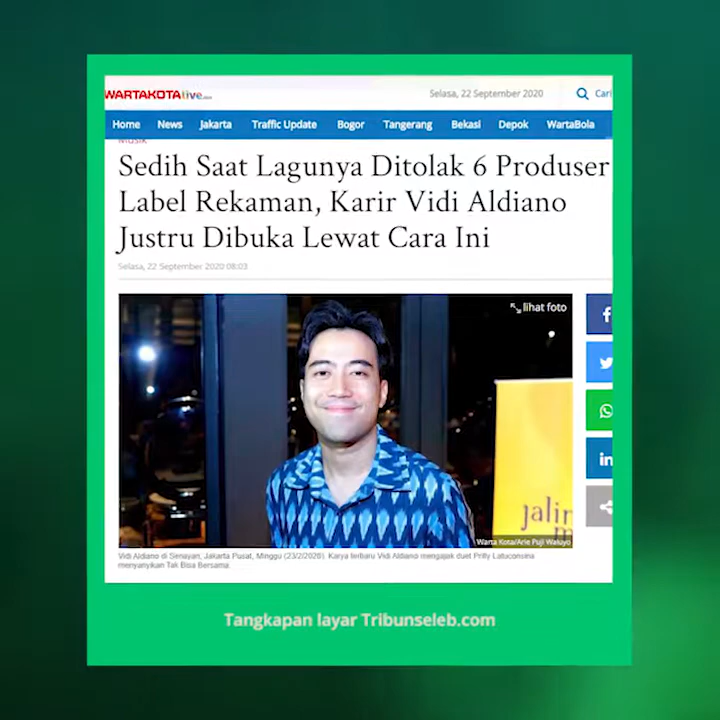 WARTAKOTAlive.com
Selasa, 22 September 2020
Cari
Home News Jakarta Traffic Update Bogor Tangerang Bekasi Depok WartaBola
MUSIK
Sedih Saat Lagunya Ditolak 6 Produser
Label Rekaman, Karir Vidi Aldiano
Justru Dibuka Lewat Cara Ini
Selasa, 22 September 2020 08:03
lihat foto
jalin
Warta Kota/Arie Puji Waluyo
Vidi Aldiano di Senayan, Jakarta Pusat, Minggu (23/2/2020). Karya terbaru Vidi Aldiano mengajak duet Prilly Latuconsina
menyanyikan Tak Bisa Bersama.
Tangkapan layar Tribunseleb.com